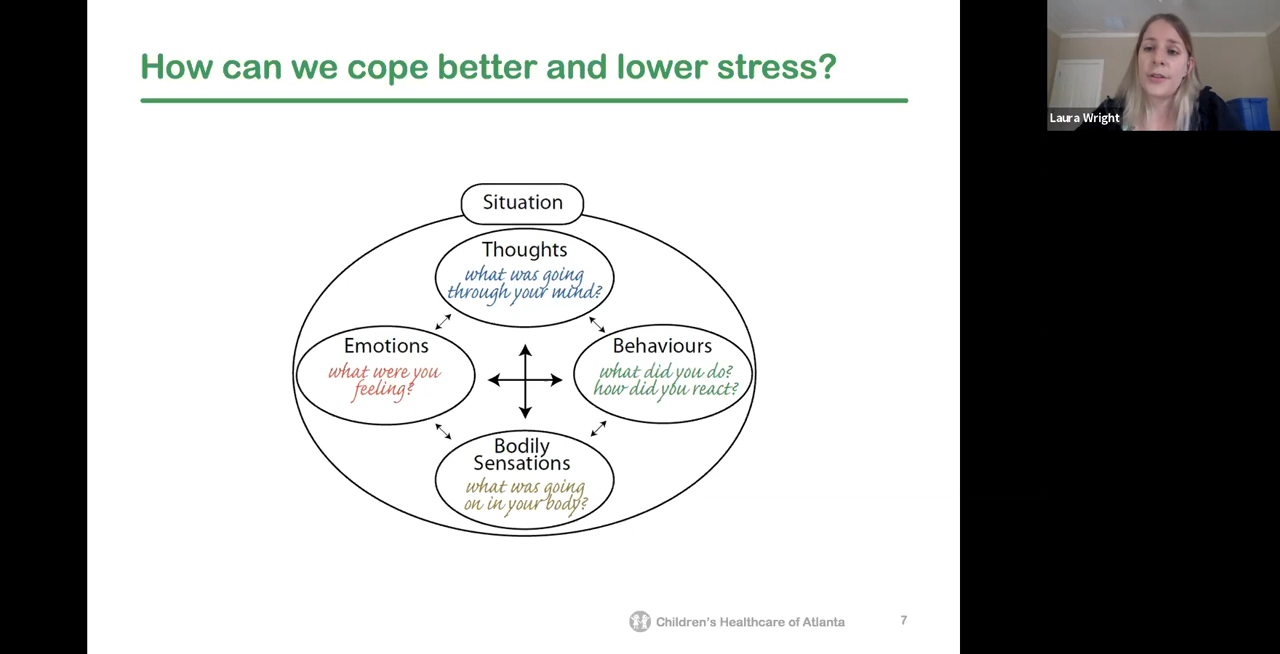 How can we cope better and lower stress?
Laura Wright
Situation
Thoughts
what was going
through your mind?
Emotions
what were you
feeling?
Behaviours
what did you do?
how did you react?
Bodily
Sensations
what was going
on in your body?
Children's Healthcare of Atlanta
7